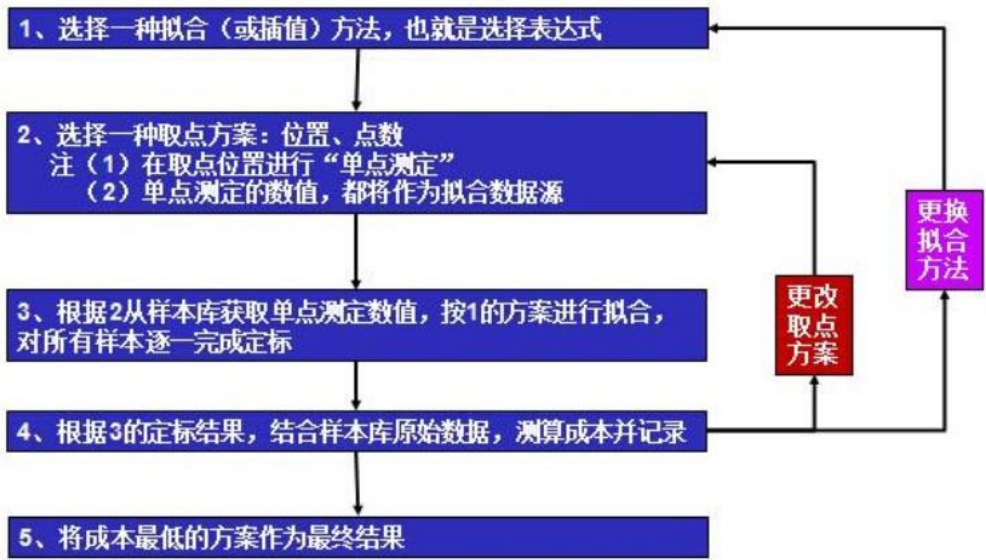 1、选择一种拟合（或插值）方法，也就是选择表达式
2、选择一种取点方案：位置、点数
注（1）在取点位置进行“单点测定”
（2）单点测定的数值，都将作为拟合数据源
3、根据2从样本库获取单点测定数值，按1的方案进行拟合，
对所有样本逐一完成定标
4、根据3的定标结果，结合样本库原始数据，测算成本并记录
5、将成本最低的方案作为最终结果
更改
取点
方案
更换
拟合
方法